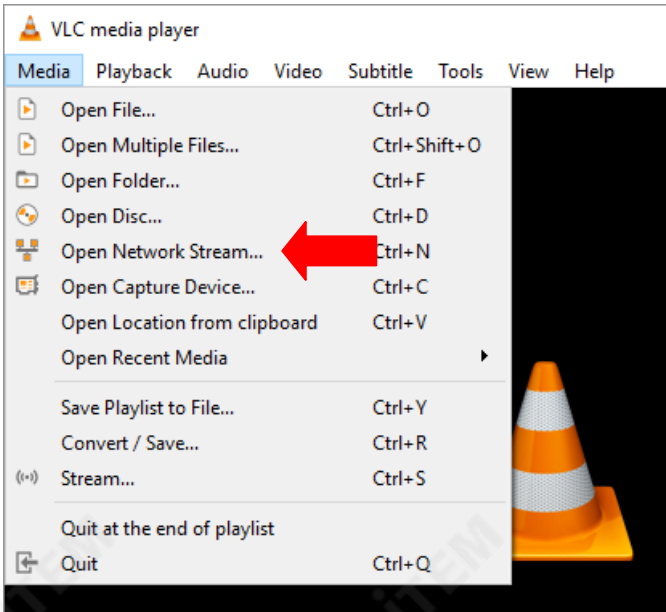 VLC media player
Media Playback Audio Video Subtitle Tools View Help
Open File... Ctrl+O
Open Multiple Files... Ctrl+Shift+O
Open Folder... Ctrl+F
Open Disc... Ctrl+D
Open Network Stream... Ctrl+N
Open Capture Device... Ctrl+C
Open Location from clipboard Ctrl+V
Open Recent Media
Save Playlist to File... Ctrl+Y
Convert / Save... Ctrl+R
Stream... Ctrl+S
Quit at the end of playlist
Quit Ctrl+Q
iTEM